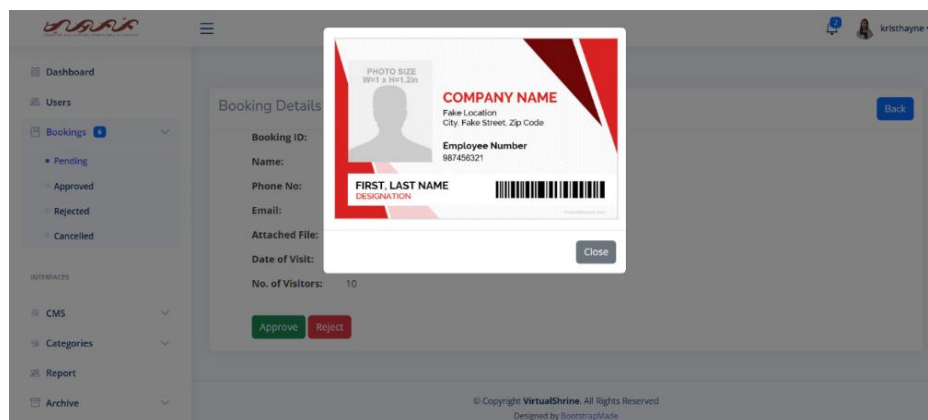 2
kristhayne
Dashboard
Users
Bookings 6
Pending
Approved
Rejected
Cancelled
INTERFACES
CMS
Categories
Report
Archive
Booking Details
Back
Booking ID:
Name:
Phone No:
Email:
Attached File:
Date of Visit:
No. of Visitors: 10
Approve Reject
PHOTO SIZE
W=1 x H=1.2in
COMPANY NAME
Fake Location
City, Fake Street, Zip Code
Employee Number
987456321
FIRST, LAST NAME
DESIGNATION
Close
© Copyright VirtualShrine. All Rights Reserved
Designed by BootstrapMade